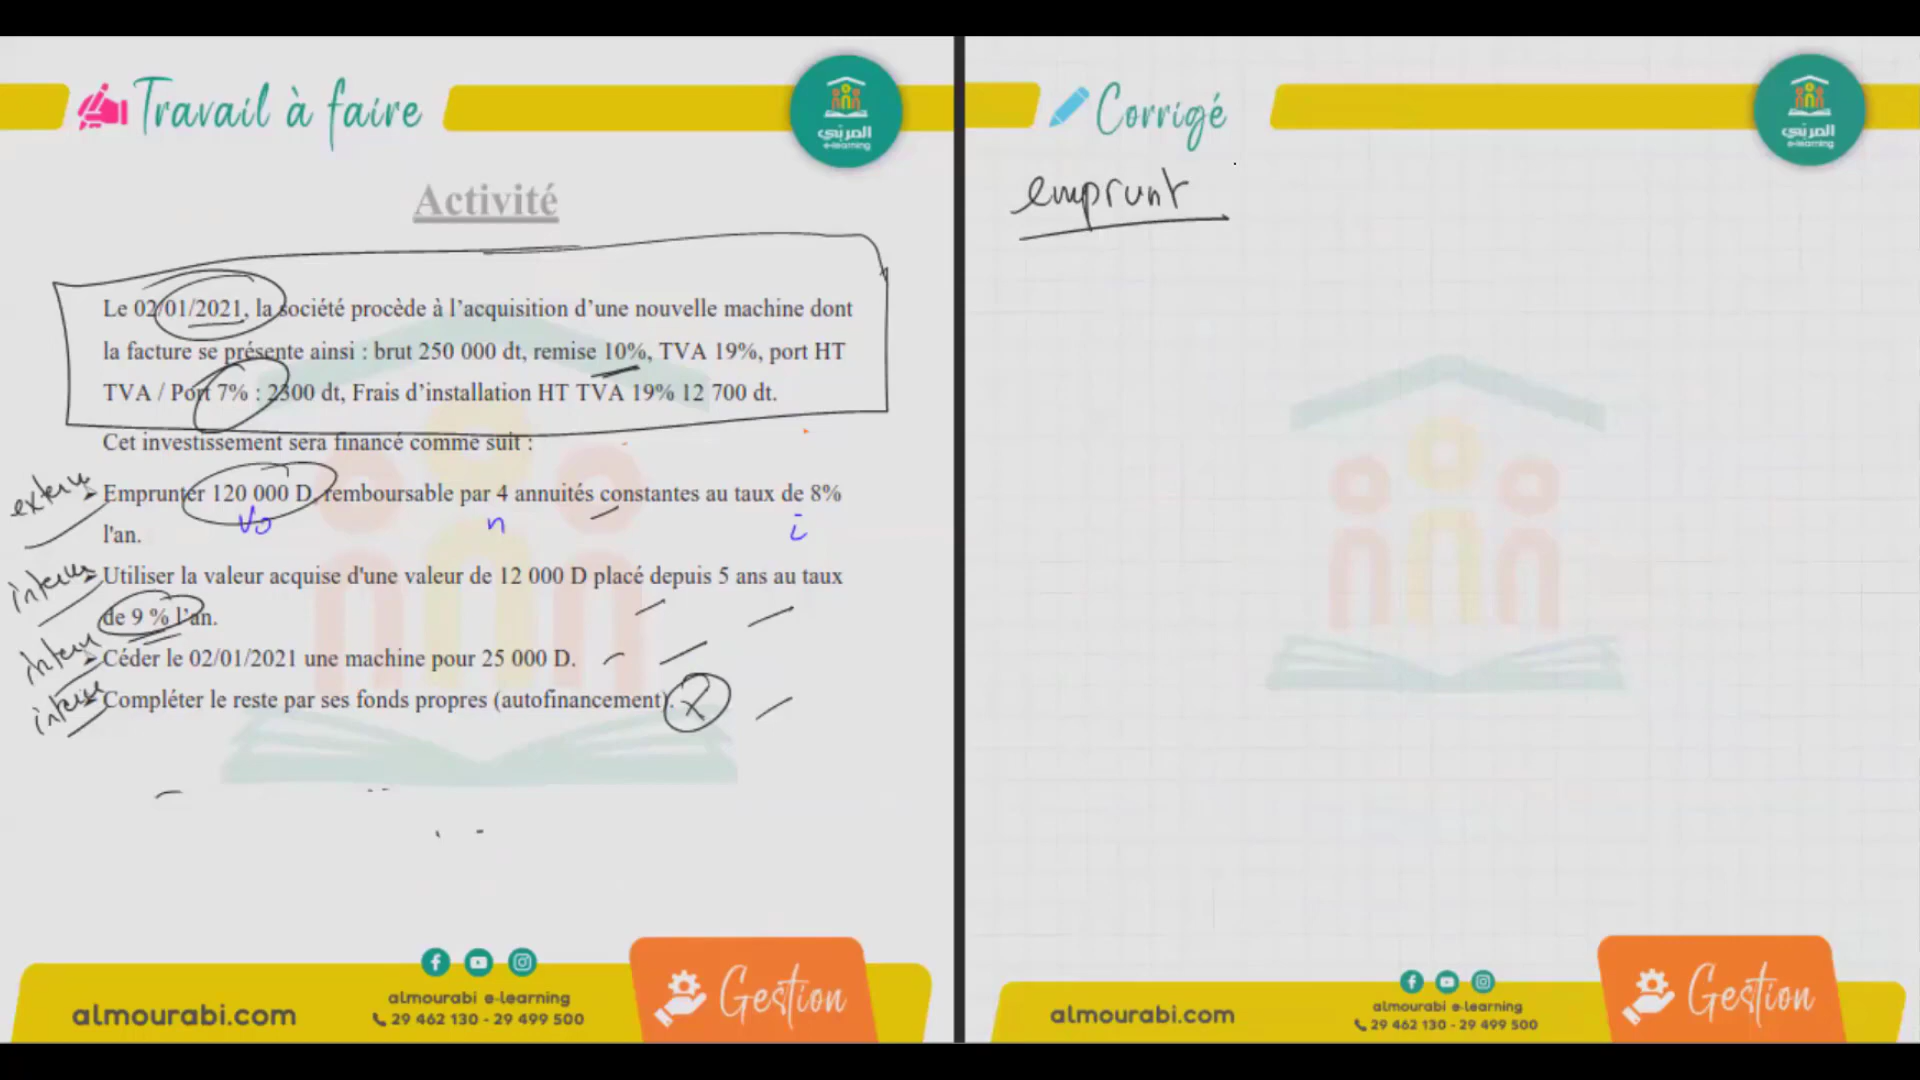 Travail à faire
المربّي
e-learning
Activité
Le 02/01/2021, la société procède à l'acquisition d'une nouvelle machine dont
la facture se présente ainsi : brut 250 000 dt, remise 10%, TVA 19%, port HT
TVA / Port 7% : 2300 dt, Frais d'installation HT TVA 19% 12 700 dt.
Cet investissement sera financé comme suit :
externe
➤ Emprunter 120 000 D, remboursable par 4 annuités constantes au taux de 8%
V0 n i
l'an.
interne
➤ Utiliser la valeur acquise d'une valeur de 12 000 D placé depuis 5 ans au taux
de 9 % l'an.
interne
➤ Céder le 02/01/2021 une machine pour 25 000 D.
interne
➤ Compléter le reste par ses fonds propres (autofinancement). x
almourabi.com
almourabi e-learning
29 462 130 - 29 499 500
Gestion
Corrigé
المربّي
e-learning
emprunt
almourabi.com
almourabi e-learning
29 462 130 - 29 499 500
Gestion